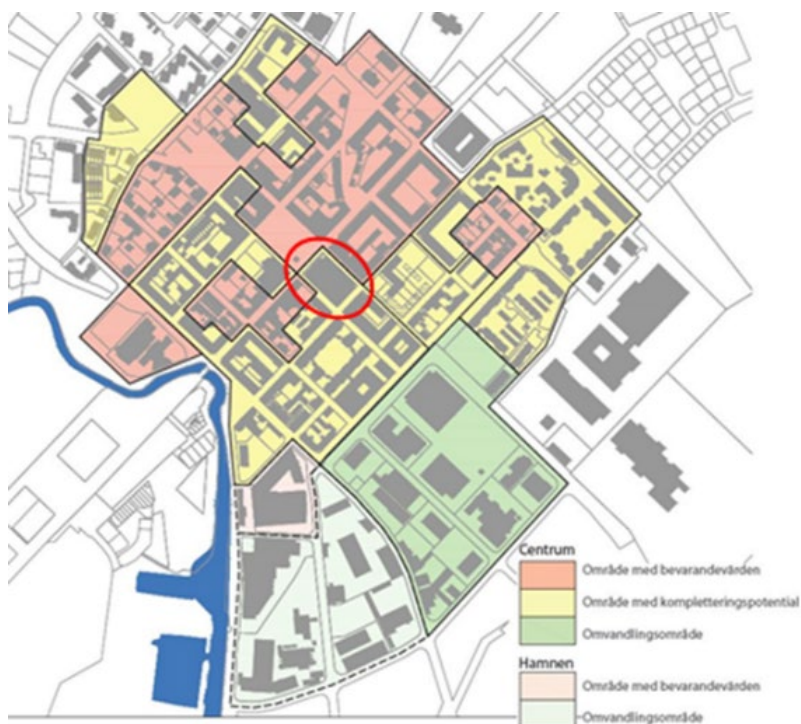 Centrum
Område med bevarandevärden
Område med kompletteringspotential
Omvandlingsområde
Hamnen
Område med bevarandevärden
Omvandlingsområde